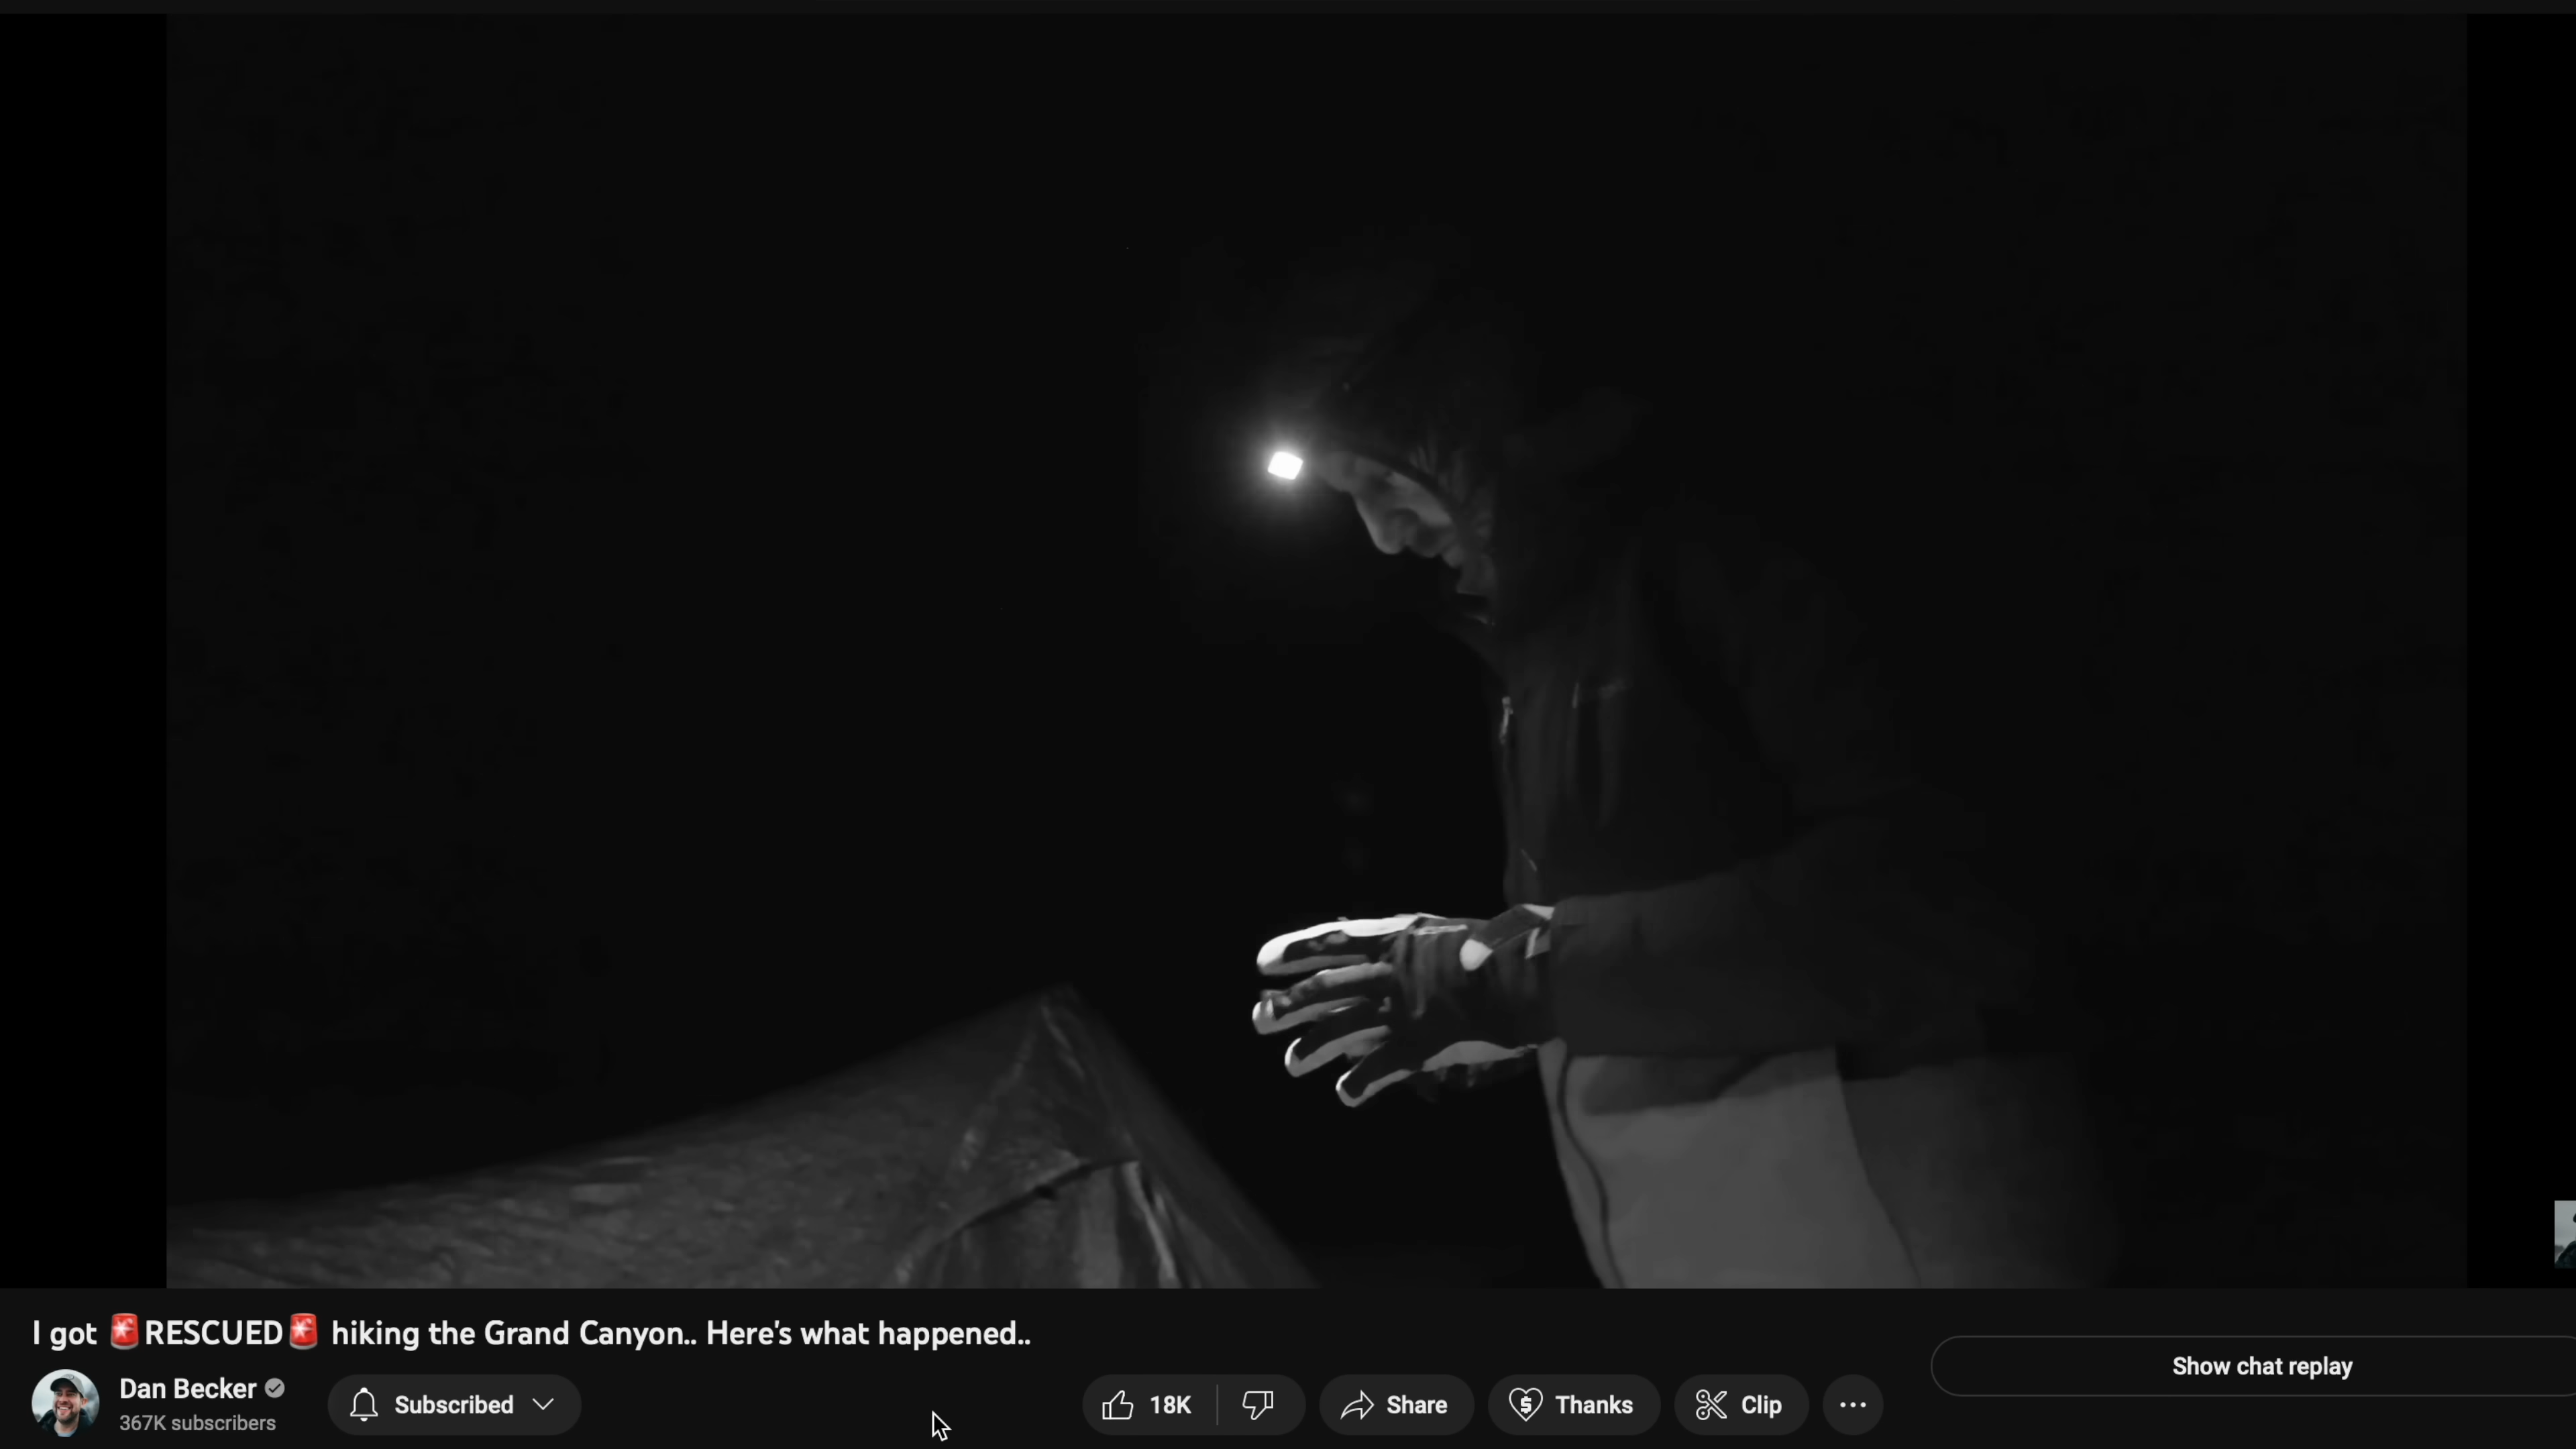 I got 🚨RESCUED🚨 hiking the Grand Canyon.. Here's what happened..
Dan Becker
367K subscribers
Subscribed
18K
Share
Thanks
Clip
Show chat replay